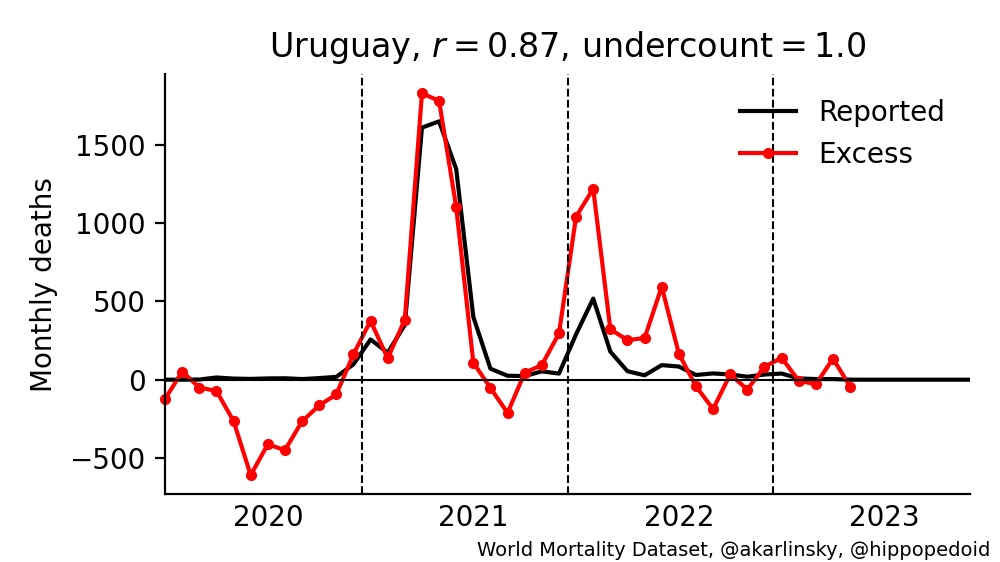 Uruguay, r = 0.87, undercount = 1.0
Reported
Excess
Monthly deaths
1500
1000
500
0
−500
2020 2021 2022 2023
World Mortality Dataset, @akarlinsky, @hippopedoid